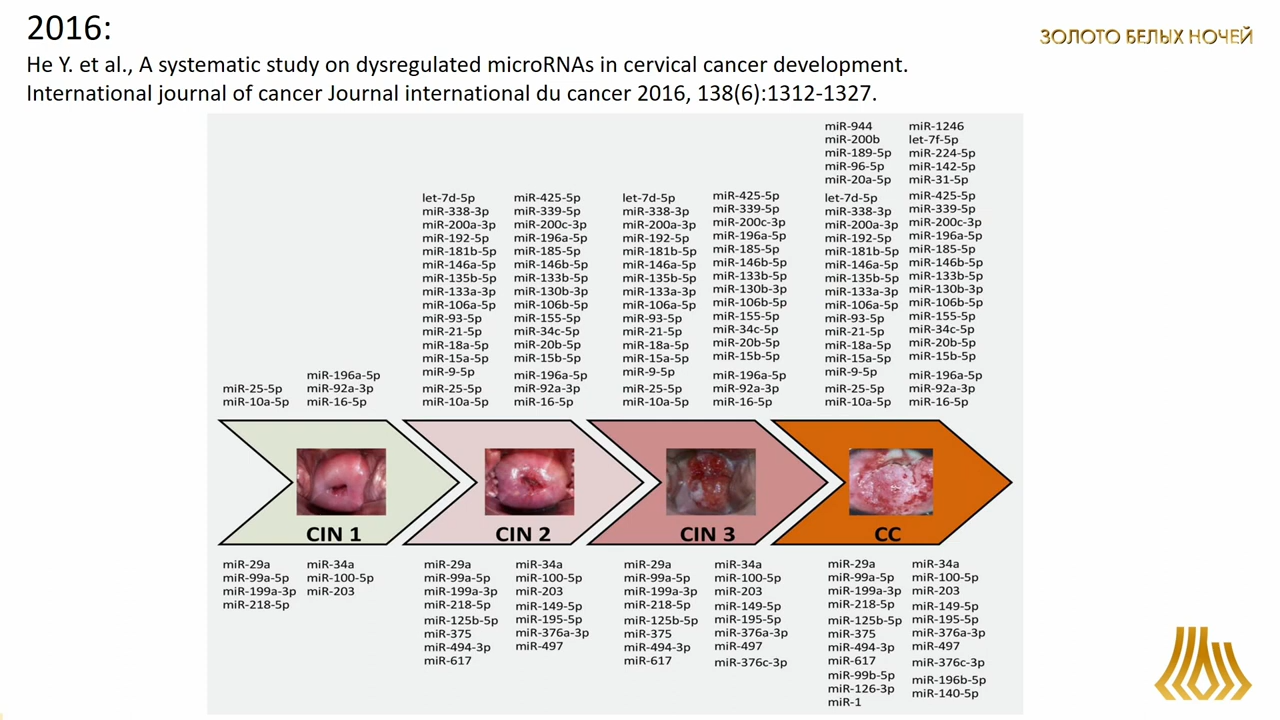 2016:
ЗОЛОТО БЕЛЫХ НОЧЕЙ
He Y. et al., A systematic study on dysregulated microRNAs in cervical cancer development.
International journal of cancer Journal international du cancer 2016, 138(6):1312-1327.
miR-25-5p
miR-10a-5p
miR-196a-5p
miR-92a-3p
miR-16-5p
let-7d-5p
miR-338-3p
miR-200a-3p
miR-192-5p
miR-181b-5p
miR-146a-5p
miR-135b-5p
miR-133a-3p
miR-106a-5p
miR-93-5p
miR-21-5p
miR-18a-5p
miR-15a-5p
miR-9-5p
miR-25-5p
miR-10a-5p
miR-425-5p
miR-339-5p
miR-200c-3p
miR-196a-5p
miR-185-5p
miR-146b-5p
miR-133b-5p
miR-130b-3p
miR-106b-5p
miR-155-5p
miR-34c-5p
miR-20b-5p
miR-15b-5p
miR-196a-5p
miR-92a-3p
miR-16-5p
let-7d-5p
miR-338-3p
miR-200a-3p
miR-192-5p
miR-181b-5p
miR-146a-5p
miR-135b-5p
miR-133a-3p
miR-106a-5p
miR-93-5p
miR-21-5p
miR-18a-5p
miR-15a-5p
miR-9-5p
miR-25-5p
miR-10a-5p
miR-425-5p
miR-339-5p
miR-200c-3p
miR-196a-5p
miR-185-5p
miR-146b-5p
miR-133b-5p
miR-130b-3p
miR-106b-5p
miR-155-5p
miR-34c-5p
miR-20b-5p
miR-15b-5p
miR-196a-5p
miR-92a-3p
miR-16-5p
miR-944
miR-200b
miR-189-5p
miR-96-5p
miR-20a-5p
let-7d-5p
miR-338-3p
miR-200a-3p
miR-192-5p
miR-181b-5p
miR-146a-5p
miR-135b-5p
miR-133a-3p
miR-106a-5p
miR-93-5p
miR-21-5p
miR-18a-5p
miR-15a-5p
miR-9-5p
miR-25-5p
miR-10a-5p
miR-1246
let-7f-5p
miR-224-5p
miR-142-5p
miR-31-5p
miR-425-5p
miR-339-5p
miR-200c-3p
miR-196a-5p
miR-185-5p
miR-146b-5p
miR-133b-5p
miR-130b-3p
miR-106b-5p
miR-155-5p
miR-34c-5p
miR-20b-5p
miR-15b-5p
miR-196a-5p
miR-92a-3p
miR-16-5p
CIN 1
CIN 2
CIN 3
CC
miR-29a
miR-99a-5p
miR-199a-3p
miR-218-5p
miR-34a
miR-100-5p
miR-203
miR-29a
miR-99a-5p
miR-199a-3p
miR-218-5p
miR-125b-5p
miR-375
miR-494-3p
miR-617
miR-34a
miR-100-5p
miR-203
miR-149-5p
miR-195-5p
miR-376a-3p
miR-497
miR-29a
miR-99a-5p
miR-199a-3p
miR-218-5p
miR-125b-5p
miR-375
miR-494-3p
miR-617
miR-34a
miR-100-5p
miR-203
miR-149-5p
miR-195-5p
miR-376a-3p
miR-497
miR-376c-3p
miR-29a
miR-99a-5p
miR-199a-3p
miR-218-5p
miR-125b-5p
miR-375
miR-494-3p
miR-617
miR-99b-5p
miR-126-3p
miR-1
miR-34a
miR-100-5p
miR-203
miR-149-5p
miR-195-5p
miR-376a-3p
miR-497
miR-376c-3p
miR-196b-5p
miR-140-5p